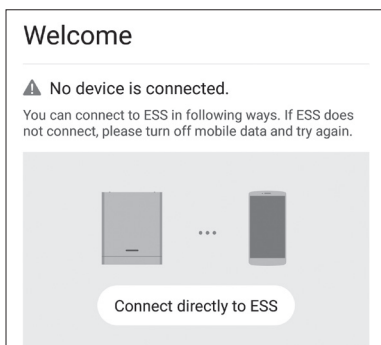 Welcome
No device is connected.
You can connect to ESS in following ways. If ESS does
not connect, please turn off mobile data and try again.
Connect directly to ESS